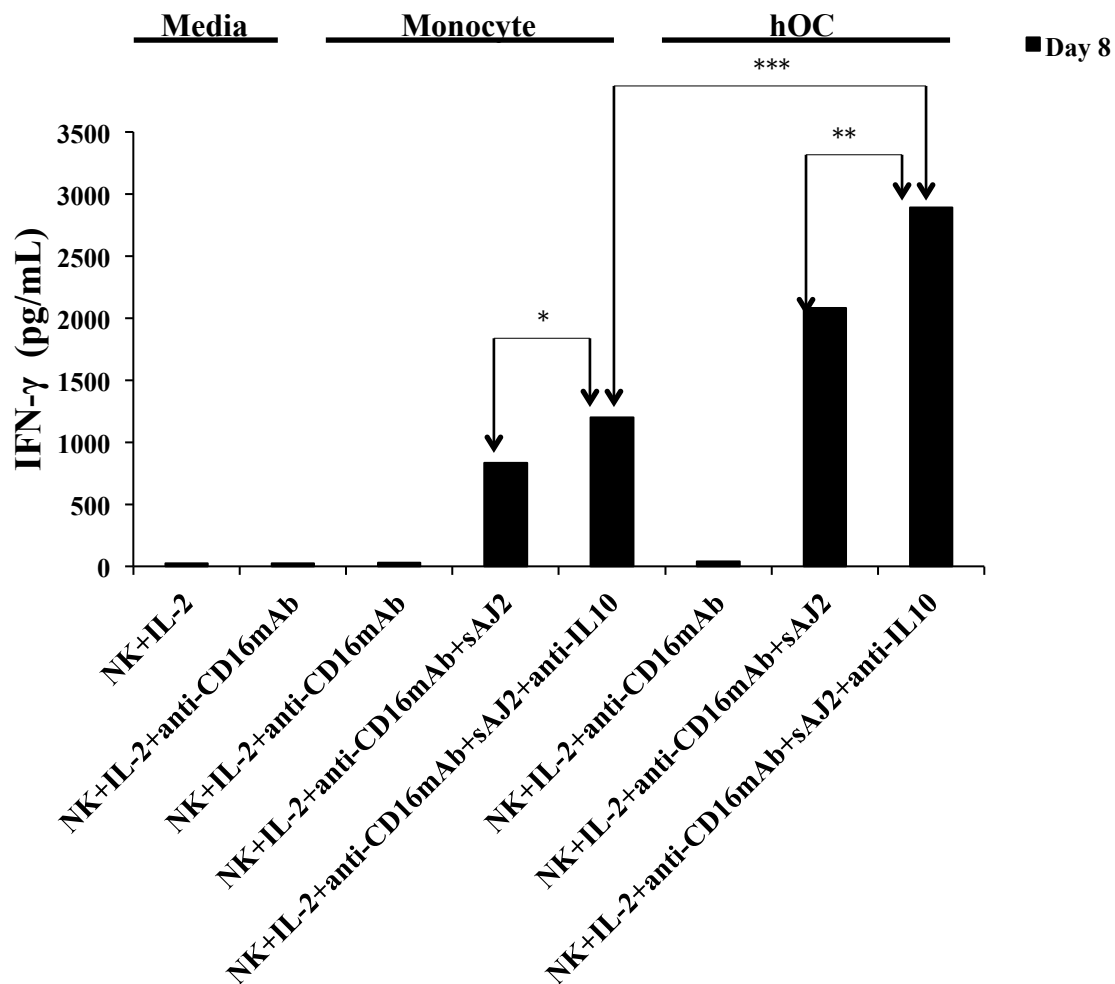 Media
Monocyte
hOC
Day 8
***
**
*
IFN-γ (pg/mL)
3500
3000
2500
2000
1500
1000
500
0
NK+IL-2
NK+IL-2+anti-CD16mAb
NK+IL-2+anti-CD16mAb
NK+IL-2+anti-CD16mAb+sAJ2
NK+IL-2+anti-CD16mAb+sAJ2+anti-IL10
NK+IL-2+anti-CD16mAb
NK+IL-2+anti-CD16mAb+sAJ2
NK+IL-2+anti-CD16mAb+sAJ2+anti-IL10